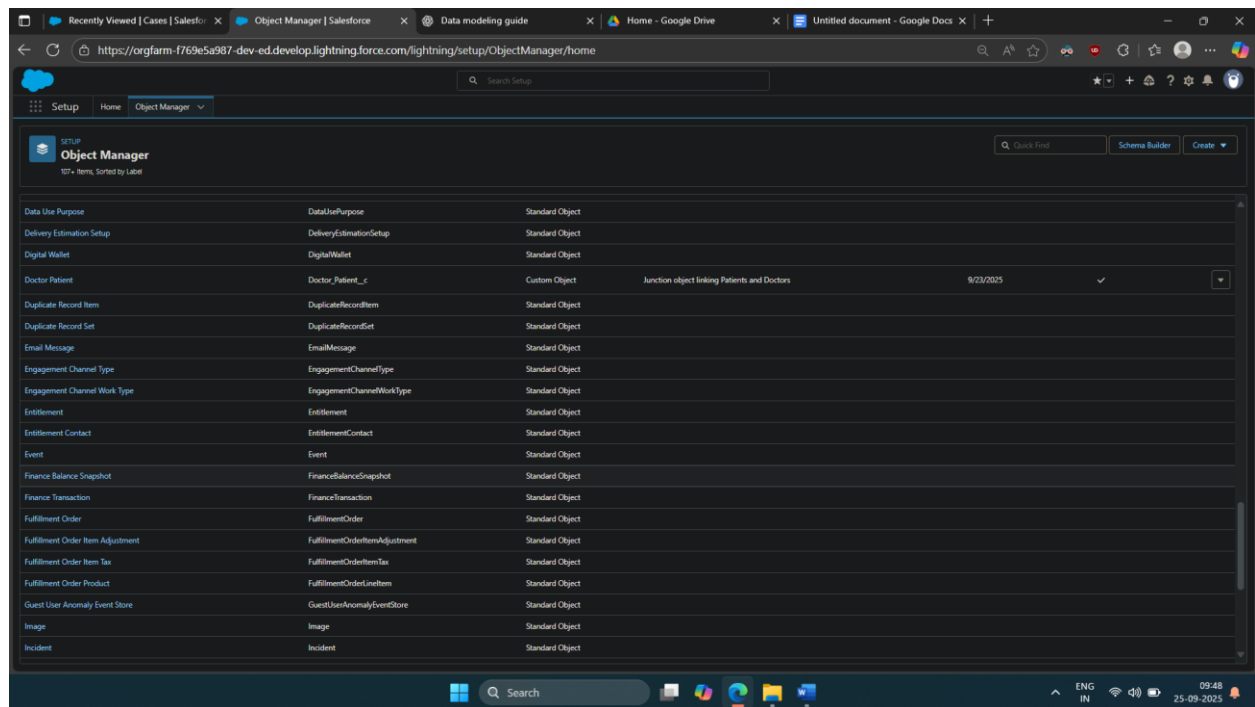 Recently Viewed | Cases | Salesfor
Object Manager | Salesforce
Data modeling guide
Home - Google Drive
Untitled document - Google Docs
https://orgfarm-f769e5a987-dev-ed.develop.lightning.force.com/lightning/setup/ObjectManager/home
Search Setup
Setup Home Object Manager
SETUP
Object Manager
107+ Items, Sorted by Label
Quick Find Schema Builder Create
Data Use Purpose DataUsePurpose Standard Object
Delivery Estimation Setup DeliveryEstimationSetup Standard Object
Digital Wallet DigitalWallet Standard Object
Doctor Patient Doctor_Patient__c Custom Object Junction object linking Patients and Doctors 9/23/2025
Duplicate Record Item DuplicateRecordItem Standard Object
Duplicate Record Set DuplicateRecordSet Standard Object
Email Message EmailMessage Standard Object
Engagement Channel Type EngagementChannelType Standard Object
Engagement Channel Work Type EngagementChannelWorkType Standard Object
Entitlement Entitlement Standard Object
Entitlement Contact EntitlementContact Standard Object
Event Event Standard Object
Finance Balance Snapshot FinanceBalanceSnapshot Standard Object
Finance Transaction FinanceTransaction Standard Object
Fulfillment Order FulfillmentOrder Standard Object
Fulfillment Order Item Adjustment FulfillmentOrderItemAdjustment Standard Object
Fulfillment Order Item Tax FulfillmentOrderItemTax Standard Object
Fulfillment Order Product FulfillmentOrderLineItem Standard Object
Guest User Anomaly Event Store GuestUserAnomalyEventStore Standard Object
Image Image Standard Object
Incident Incident Standard Object
Search
ENG
IN
09:48
25-09-2025